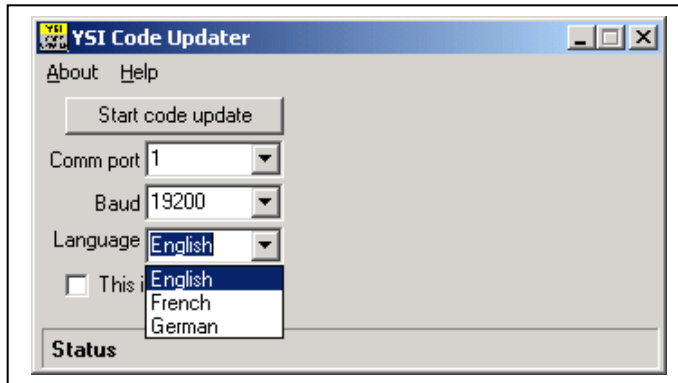 YSI Code Updater
About Help
Start code update
Comm port 1
Baud 19200
Language English
English
This i
French
German
Status